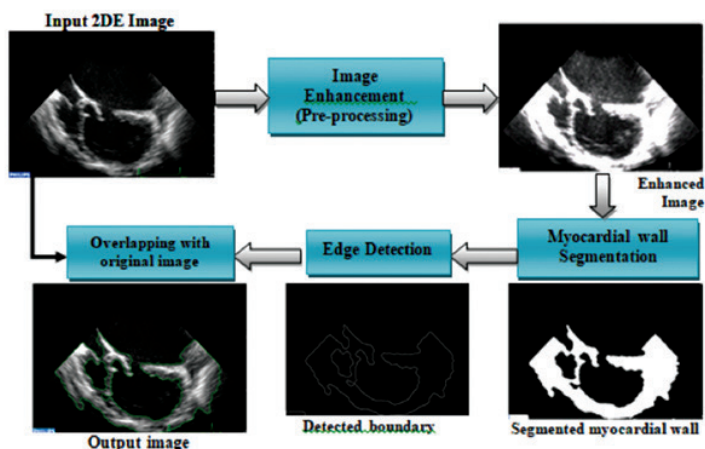 Input 2DE Image
Image
Enhancement
(Pre-processing)
Enhanced
Image
Overlapping with
original image
Edge Detection
Myocardial wall
Segmentation
Output image
Detected boundary
Segmented myocardial wall